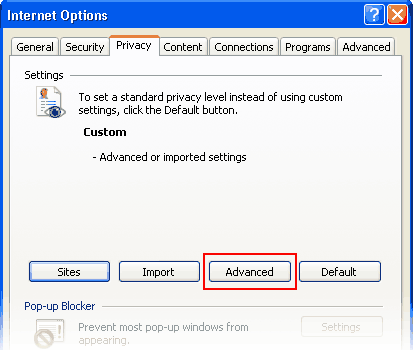 Internet Options
General Security Privacy Content Connections Programs Advanced
Settings
To set a standard privacy level instead of using custom
settings, click the Default button.
Custom
- Advanced or imported settings
Sites Import Advanced Default
Pop-up Blocker
Prevent most pop-up windows from Settings
appearing.